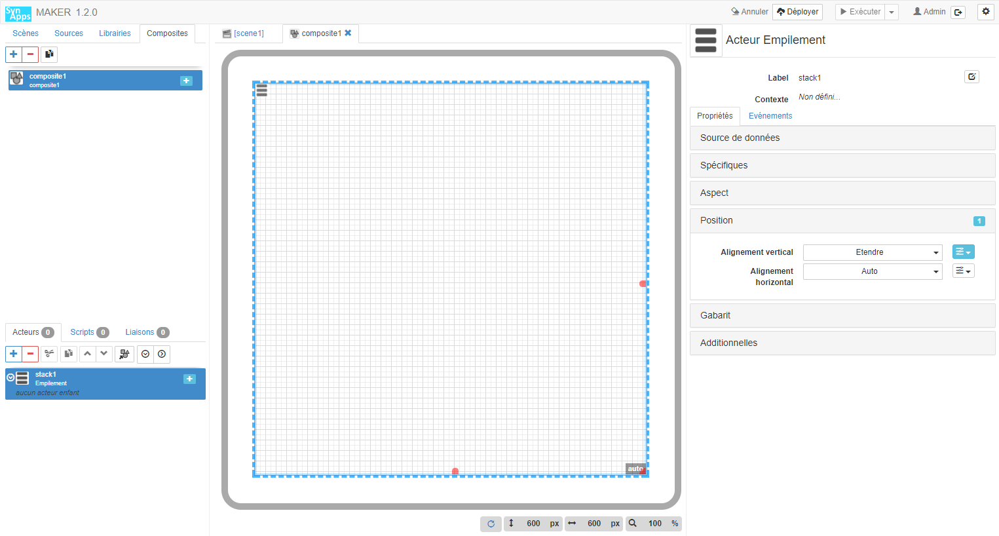 Syn Apps MAKER 1.2.0
Annuler Déployer Exécuter Admin
Scènes Sources Librairies Composites
[scene1] composite1
Acteur Empilement
composite1
composite1
Label stack1
Contexte Non défini...
Propriétés Evénements
Source de données
Spécifiques
Aspect
Position 1
Alignement vertical Etendre
Alignement horizontal Auto
Gabarit
Additionnelles
Acteurs 0 Scripts 0 Liaisons 0
stack1
Empilement
aucun acteur enfant
auto
600 px 600 px 100 %